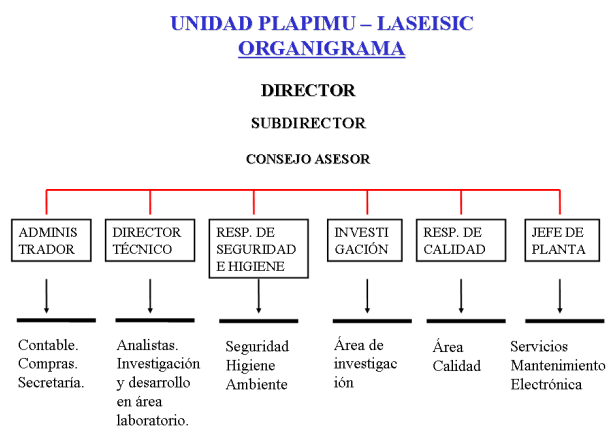 UNIDAD PLAPIMU – LASEISIC
ORGANIGRAMA
DIRECTOR
SUBDIRECTOR
CONSEJO ASESOR
ADMINIS
TRADOR
DIRECTOR
TÉCNICO
RESP. DE
SEGURIDAD
E HIGIENE
INVESTI
GACIÓN
RESP. DE
CALIDAD
JEFE DE
PLANTA
Contable.
Compras.
Secretaría.
Analistas.
Investigación
y desarrollo
en área
laboratorio.
Seguridad
Higiene
Ambiente
Área de
investigac
ión
Área
Calidad
Servicios
Mantenimiento
Electrónica